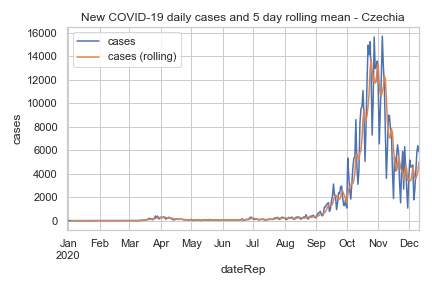 New COVID-19 daily cases and 5 day rolling mean - Czechia
cases
cases (rolling)
16000
14000
12000
10000
8000
6000
4000
2000
0
cases
Jan Feb Mar Apr May Jun Jul Aug Sep Oct Nov Dec
2020
dateRep